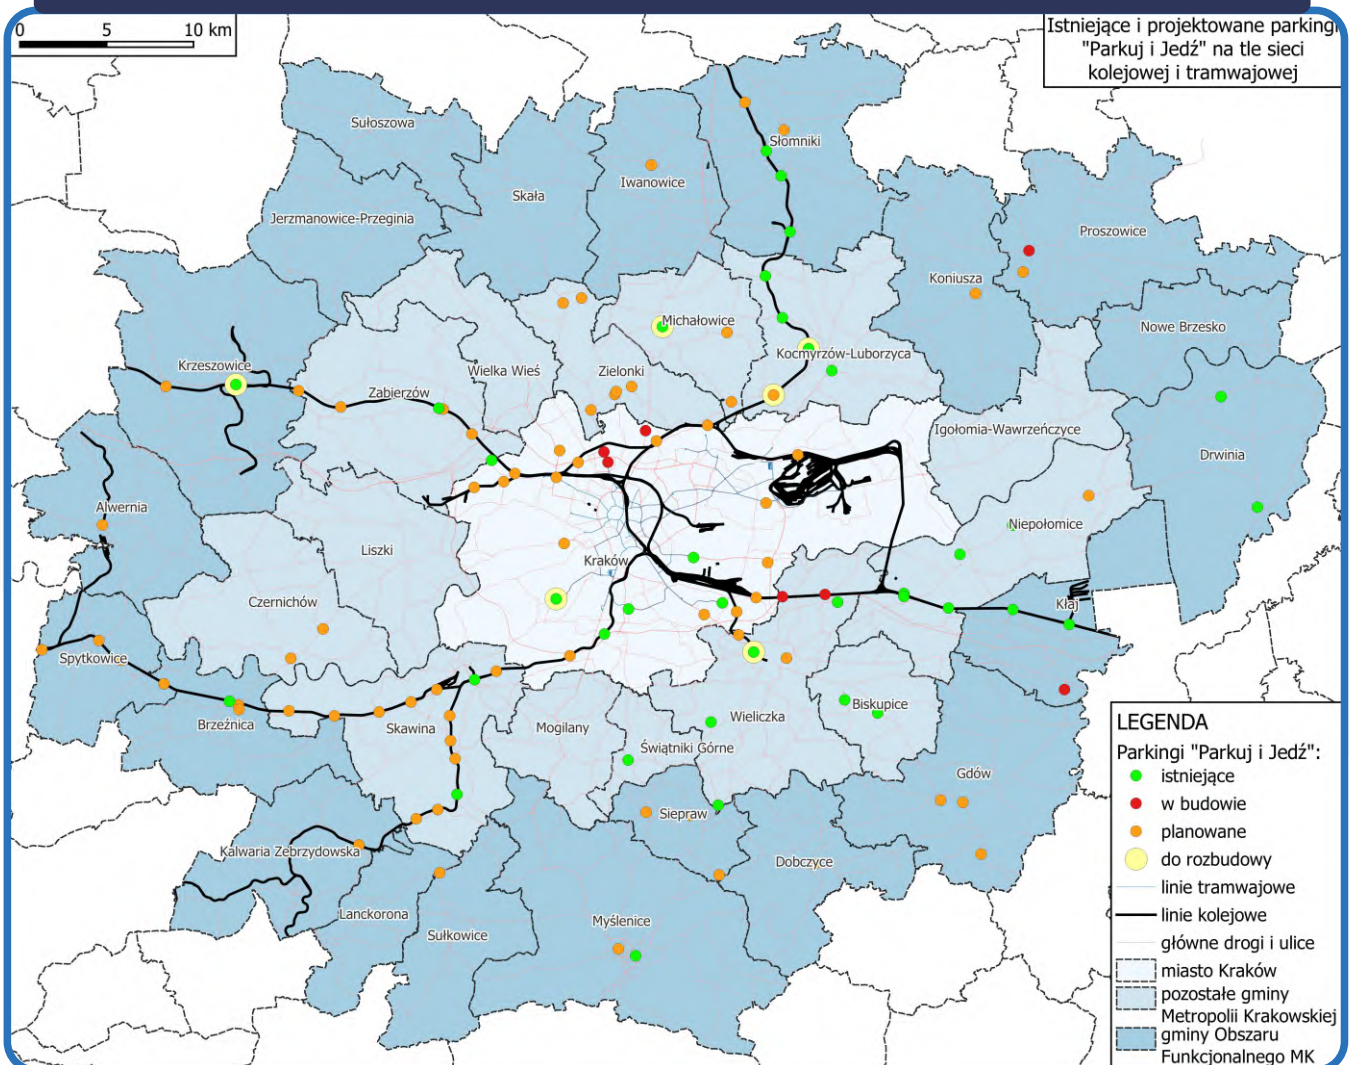 0 5 10 km
Istniejące i projektowane parkingi
"Parkuj i Jedź" na tle sieci
kolejowej i tramwajowej
Sułoszowa
Słomniki
Iwanowice
Skała
Jerzmanowice-Przeginia
Proszowice
Koniusza
Michałowice
Nowe Brzesko
Kocmyrzów-Luborzyca
Krzeszowice
Wielka Wieś
Zielonki
Zabierzów
Igołomia-Wawrzeńczyce
Drwinia
Alwernia
Niepołomice
Liszki
Kraków
Czernichów
Kłaj
Spytkowice
Biskupice
Wieliczka
Brzeźnica
Skawina
Mogilany
Świątniki Górne
Gdów
Siepraw
Kalwaria Zebrzydowska
Dobczyce
Lanckorona
Myślenice
Sułkowice
LEGENDA
Parkingi "Parkuj i Jedź":
istniejące
w budowie
planowane
do rozbudowy
linie tramwajowe
linie kolejowe
główne drogi i ulice
miasto Kraków
pozostałe gminy
Metropolii Krakowskiej
gminy Obszaru
Funkcjonalnego MK